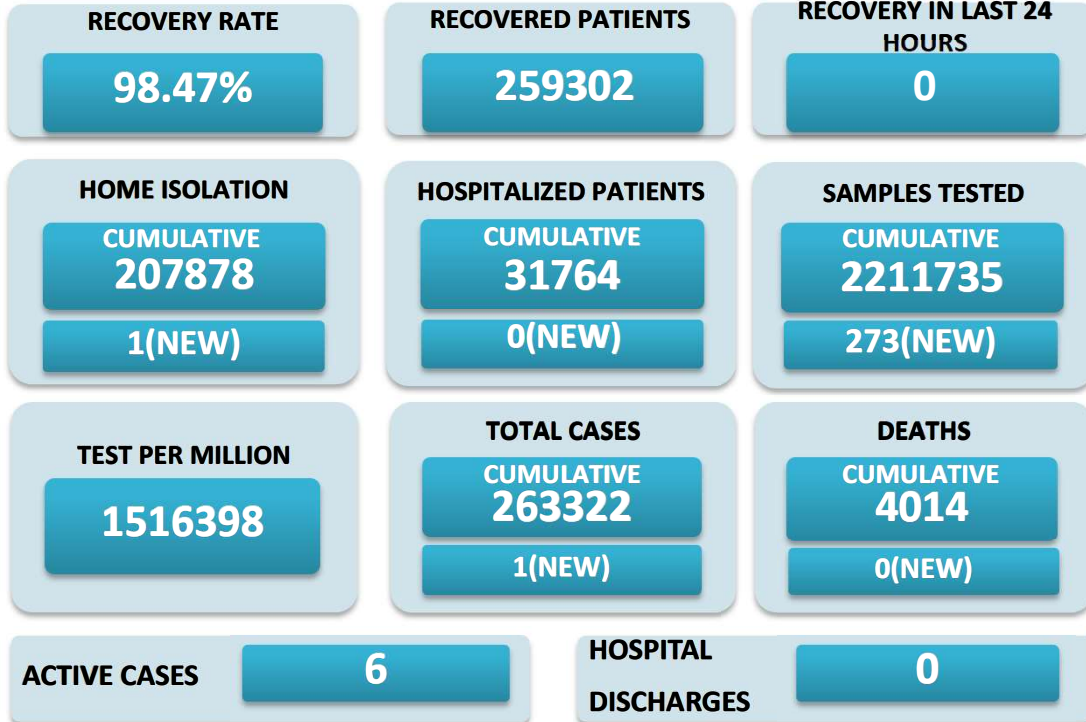 RECOVERY RATE
98.47%
RECOVERED PATIENTS
259302
RECOVERY IN LAST 24
HOURS
0
HOME ISOLATION
CUMULATIVE
207878
1(NEW)
HOSPITALIZED PATIENTS
CUMULATIVE
31764
0(NEW)
SAMPLES TESTED
CUMULATIVE
2211735
273(NEW)
TEST PER MILLION
1516398
TOTAL CASES
CUMULATIVE
263322
1(NEW)
DEATHS
CUMULATIVE
4014
0(NEW)
ACTIVE CASES
6
HOSPITAL
DISCHARGES
0